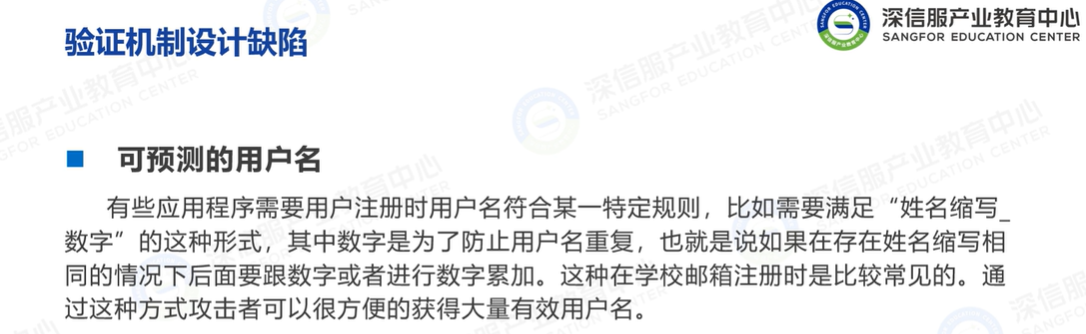 深信服产业教育中心
SANGFOR EDUCATION CENTER
验证机制设计缺陷
■ 可预测的用户名
有些应用程序需要用户注册时用户名符合某一特定规则，比如需要满足“姓名缩写_
数字”的这种形式，其中数字是为了防止用户名重复，也就是说如果在存在姓名缩写相
同的情况下后面要跟数字或者进行数字累加。这种在学校邮箱注册时是比较常见的。通
过这种方式攻击者可以很方便的获得大量有效用户名。